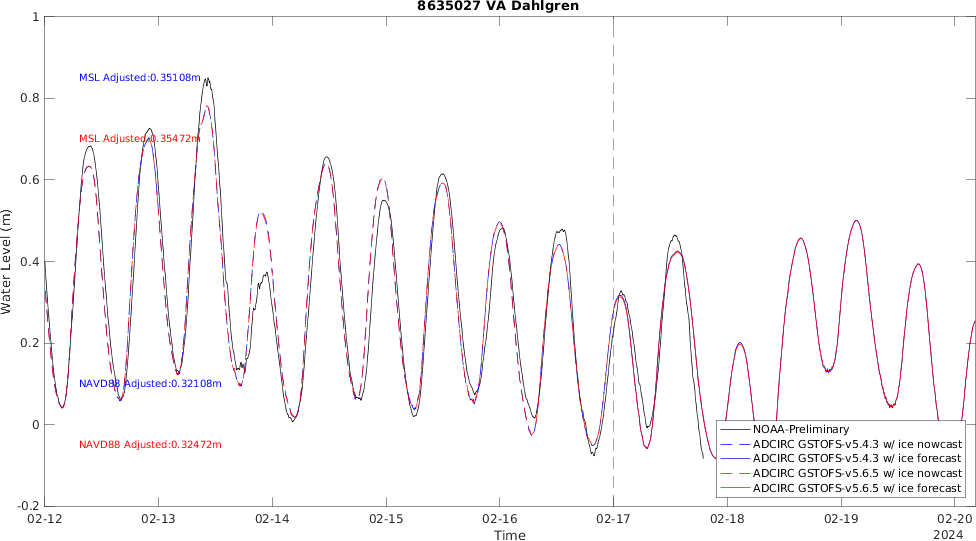 8635027 VA Dahlgren
1
0.8
0.6
0.4
0.2
0
-0.2
Water Level (m)
MSL Adjusted:0.35108m
MSL Adjusted:0.35472m
NAVD88 Adjusted:0.32108m
NAVD88 Adjusted:0.32472m
NOAA-Preliminary
ADCIRC GSTOFS-v5.4.3 w/ ice nowcast
ADCIRC GSTOFS-v5.4.3 w/ ice forecast
ADCIRC GSTOFS-v5.6.5 w/ ice nowcast
ADCIRC GSTOFS-v5.6.5 w/ ice forecast
02-12 02-13 02-14 02-15 02-16 02-17 02-18 02-19 02-20
Time
2024